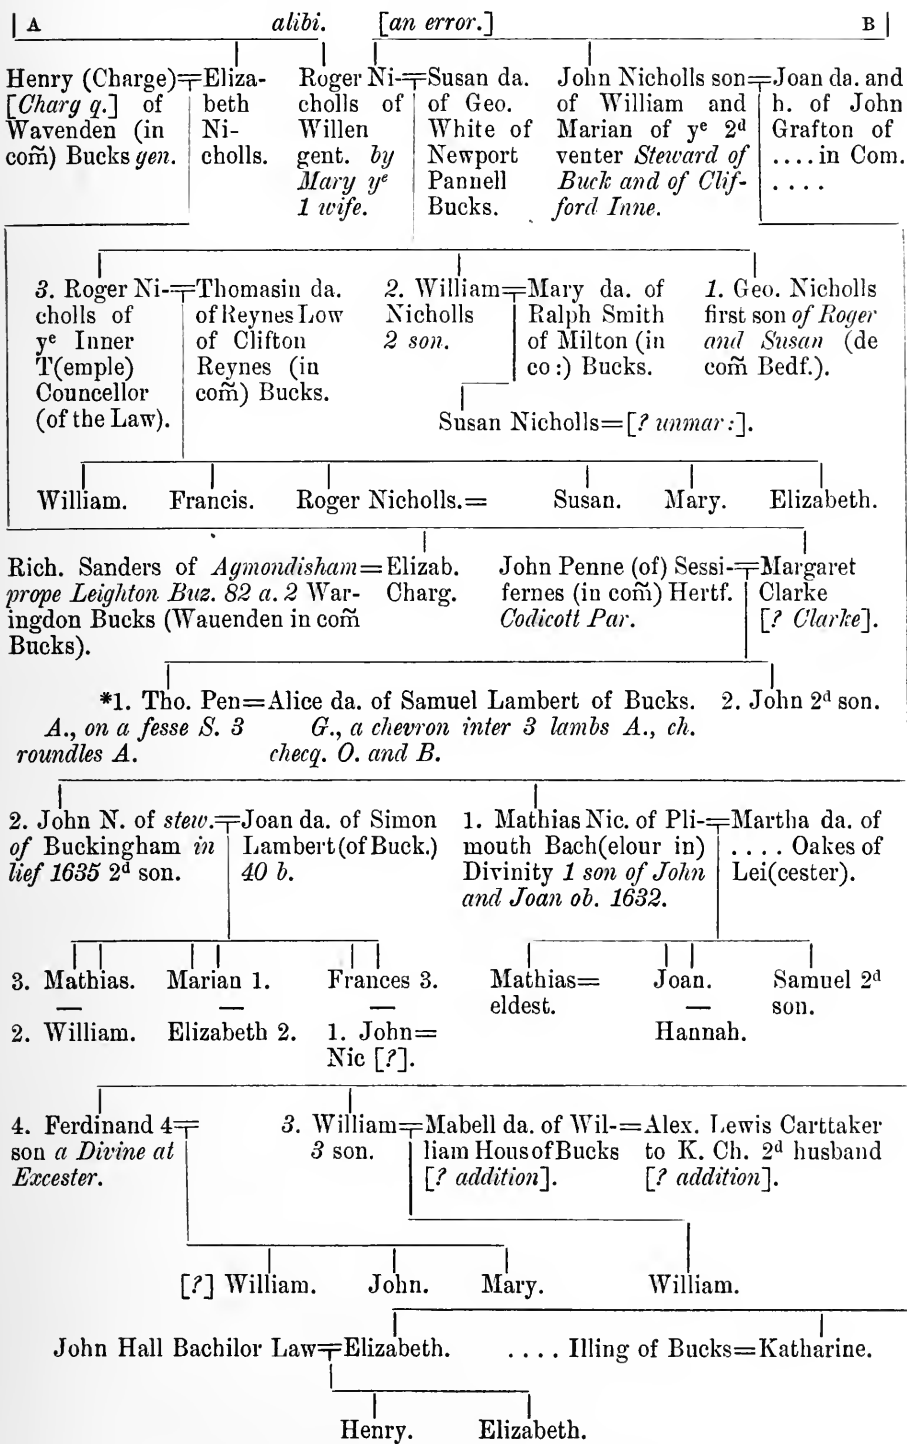 | A alibi. [an error.] B |
Henry (Charge)=Eliza- Roger Ni-=Susan da. John Nicholls son=Joan da. and
[Charg q.] of beth cholls of of Geo. of William and h. of John
Wavenden (in Ni- Willen White of Marian of yᵉ 2ᵈ Grafton of
com̃) Bucks gen. cholls. gent. by Newport venter Steward of .... in Com.
Mary yᵉ Pannell Buck and of Clif- ....
1 wife. Bucks. ford Inne.
3. Roger Ni-=Thomasin da. 2. William=Mary da. of 1. Geo. Nicholls
cholls of of Reynes Low Nicholls Ralph Smith first son of Roger
yᵉ Inner of Clifton 2 son. of Milton (in and Susan (de
T(emple) Reynes (in co :) Bucks. com̃ Bedf.).
Councellor com̃) Bucks.
(of the Law). Susan Nicholls=[? unmar :].
William. Francis. Roger Nicholls.= Susan. Mary. Elizabeth.
Rich. Sanders of Agmondisham=Elizab. John Penne (of) Sessi-=Margaret
prope Leighton Buz. 82 a. 2 War- Charg. fernes (in com̃) Hertf. Clarke
ingdon Bucks (Wauenden in com̃ Codicott Par. [? Clarke].
Bucks).
*1. Tho. Pen=Alice da. of Samuel Lambert of Bucks. 2. John 2ᵈ son.
A., on a fesse S. 3 G., a chevron inter 3 lambs A., ch.
roundles A. checq. O. and B.
2. John N. of stew.=Joan da. of Simon 1. Mathias Nic. of Pli-=Martha da. of
of Buckingham in Lambert (of Buck.) mouth Bach(elour in) .... Oakes of
lief 1635 2ᵈ son. 40 b. Divinity 1 son of John Lei(cester).
and Joan ob. 1632.
3. Mathias. Marian 1. Frances 3. Mathias= Joan. Samuel 2ᵈ
— — — eldest. — son.
2. William. Elizabeth 2. 1. John= Hannah.
Nic [?].
4. Ferdinand 4= 3. William=Mabell da. of Wil-=Alex. Lewis Carttaker
son a Divine at 3 son. liam Hous of Bucks to K. Ch. 2ᵈ husband
Excester. [? addition]. [? addition].
[?] William. John. Mary. William.
John Hall Bachilor Law=Elizabeth. .... Illing of Bucks=Katharine.
Henry. Elizabeth.